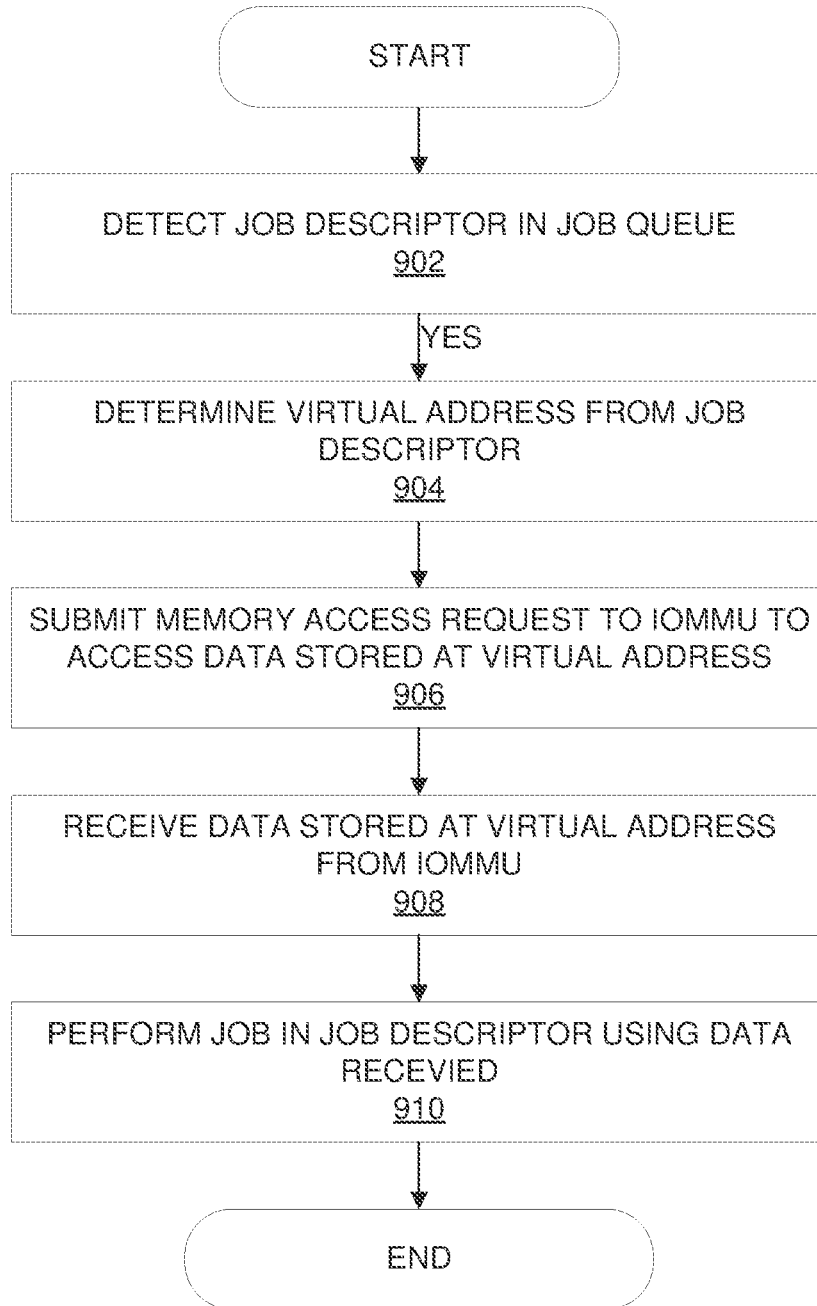 START
DETECT JOB DESCRIPTOR IN JOB QUEUE
902
YES
DETERMINE VIRTUAL ADDRESS FROM JOB
DESCRIPTOR
904
SUBMIT MEMORY ACCESS REQUEST TO IOMMU TO
ACCESS DATA STORED AT VIRTUAL ADDRESS
906
RECEIVE DATA STORED AT VIRTUAL ADDRESS
FROM IOMMU
908
PERFORM JOB IN JOB DESCRIPTOR USING DATA
RECEVIED
910
END